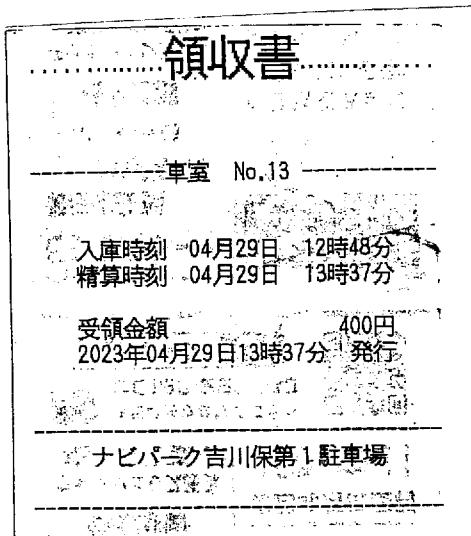 領収書
車室 No.13
入庫時刻 04月29日 12時48分
精算時刻 04月29日 13時37分
受領金額 400円
2023年04月29日13時37分 発行
ナビパーク吉川保第1駐車場